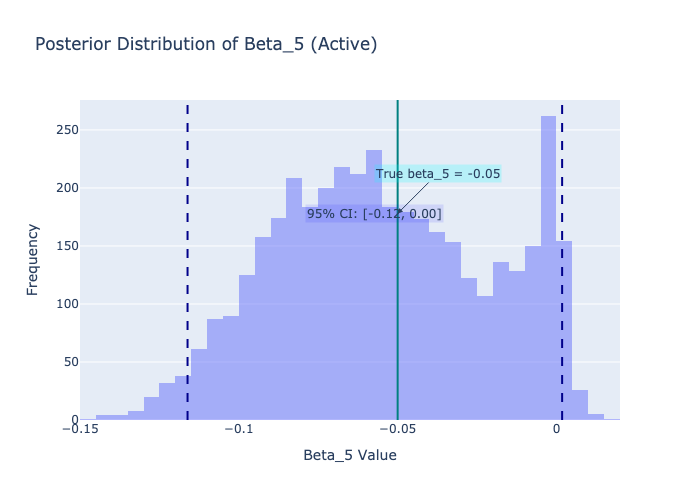 Posterior Distribution of Beta_5 (Active)
250
200
150
100
50
0
True beta_5 = -0.05
95% CI: [-0.12, 0.00]
−0.15
−0.1
−0.05
0
Frequency
Beta_5 Value